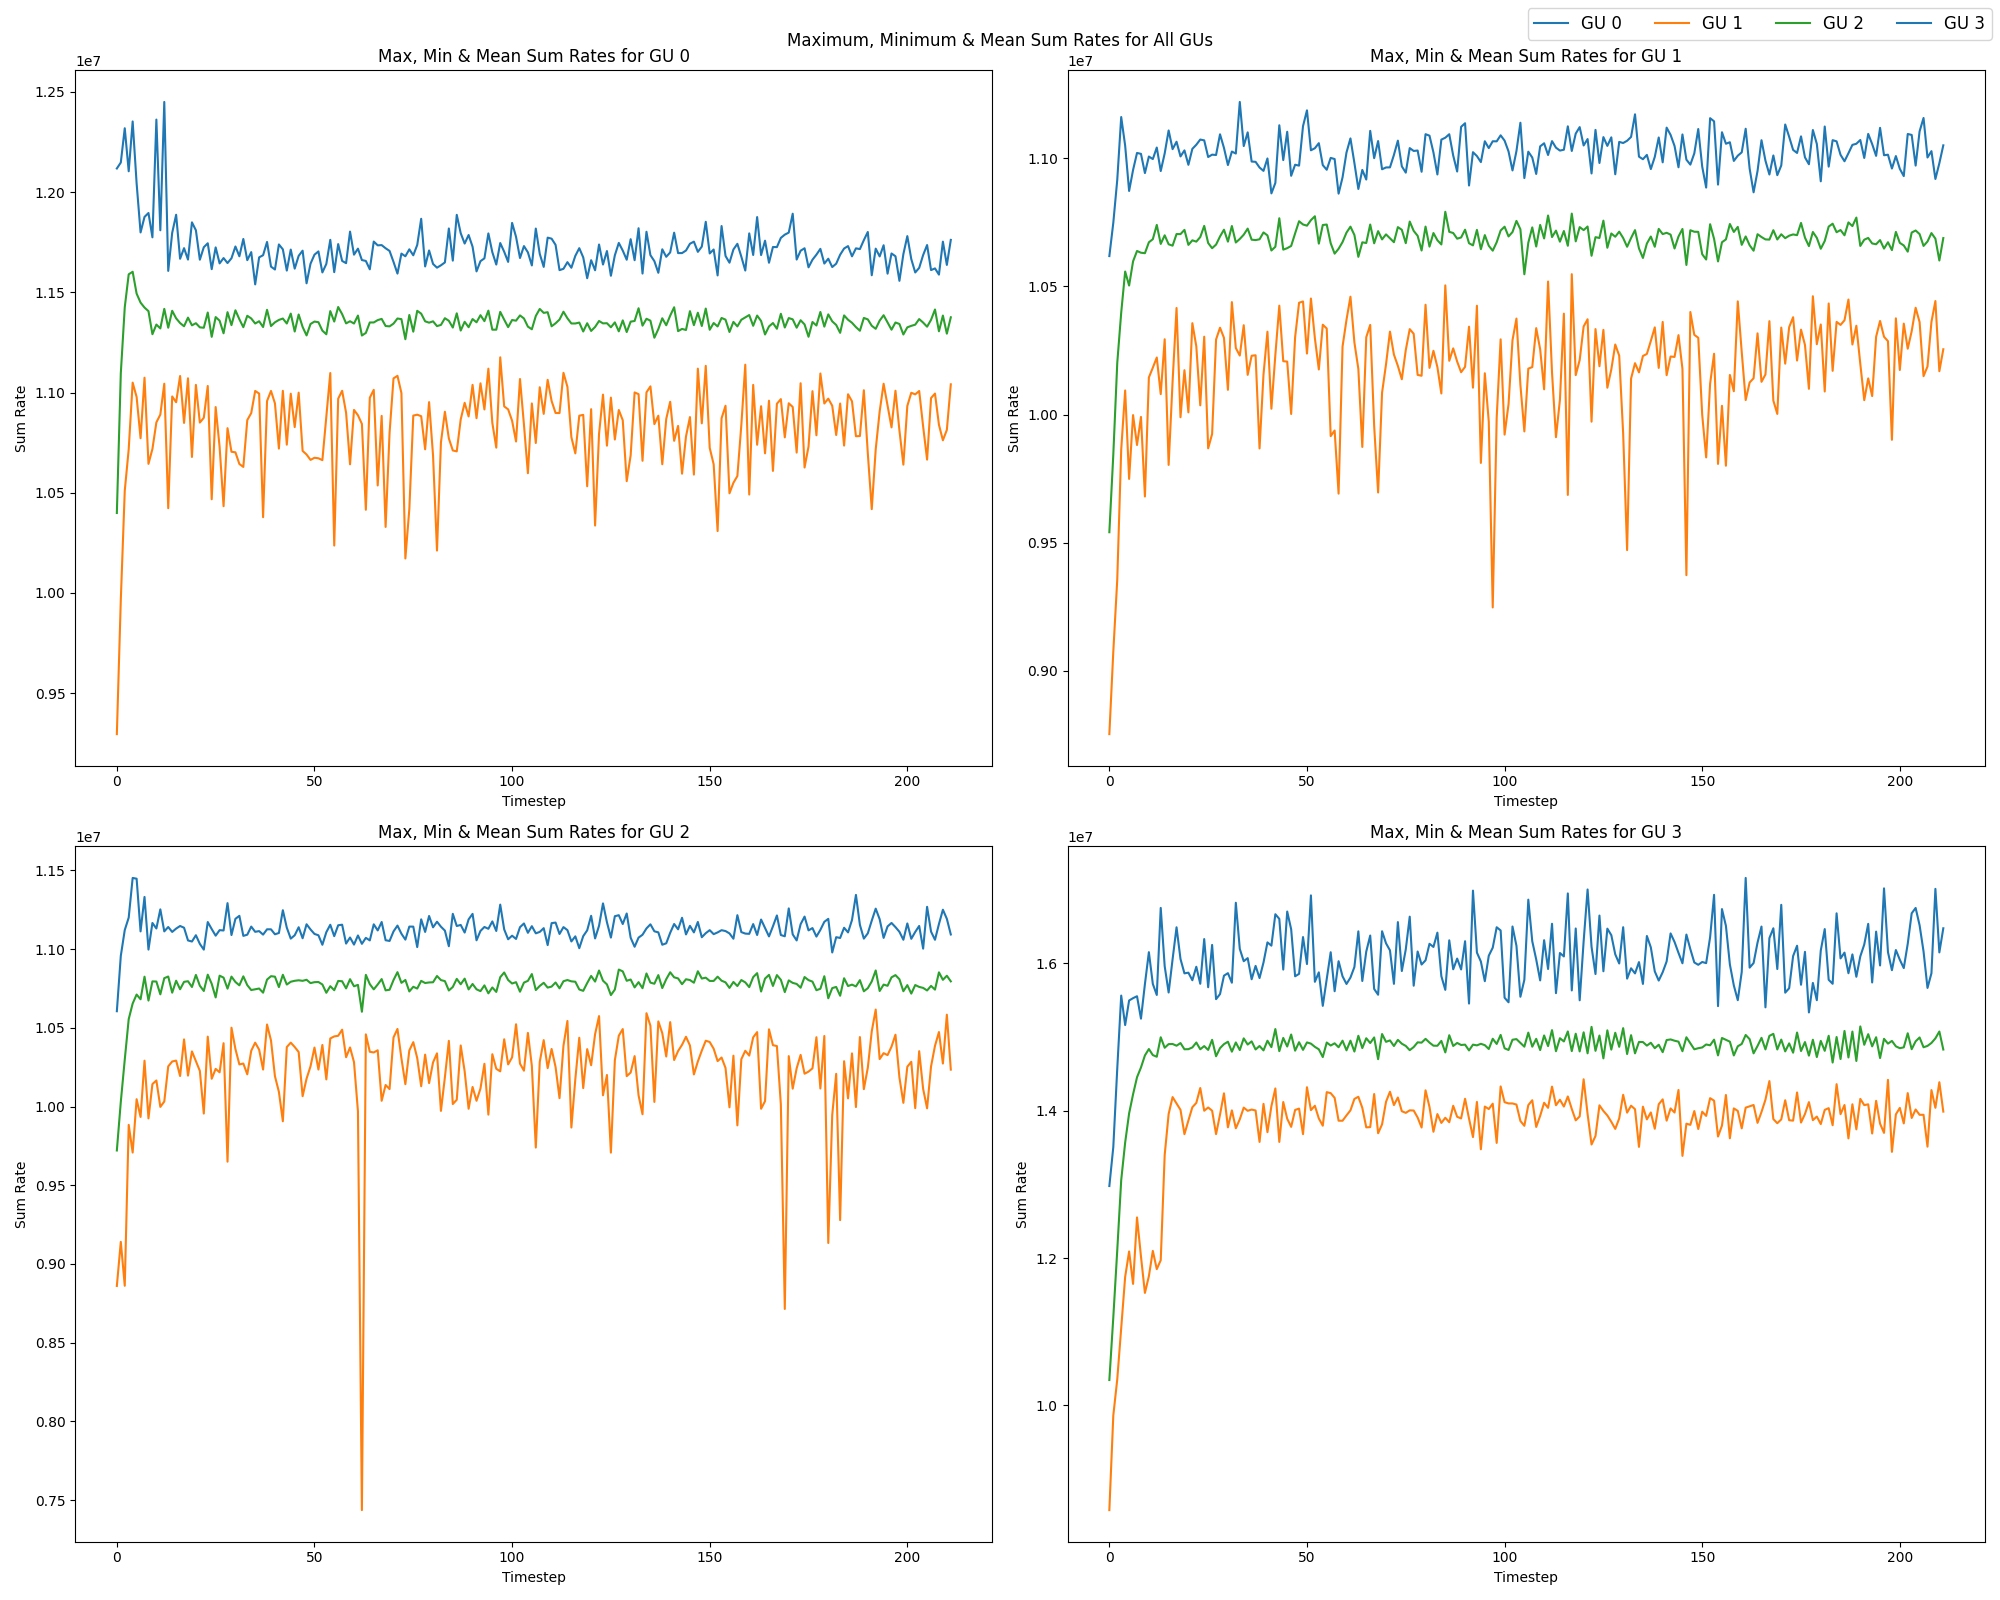 GU 0 GU 1 GU 2 GU 3
Maximum, Minimum & Mean Sum Rates for All GUs
Max, Min & Mean Sum Rates for GU 0
1e7
1.25
1.20
1.15
1.10
1.05
1.00
0.95
Sum Rate
0 50 100 150 200
Timestep
Max, Min & Mean Sum Rates for GU 1
1e7
1.10
1.05
1.00
0.95
0.90
Sum Rate
0 50 100 150 200
Timestep
Max, Min & Mean Sum Rates for GU 2
1e7
1.15
1.10
1.05
1.00
0.95
0.90
0.85
0.80
0.75
Sum Rate
0 50 100 150 200
Timestep
Max, Min & Mean Sum Rates for GU 3
1e7
1.6
1.4
1.2
1.0
Sum Rate
0 50 100 150 200
Timestep